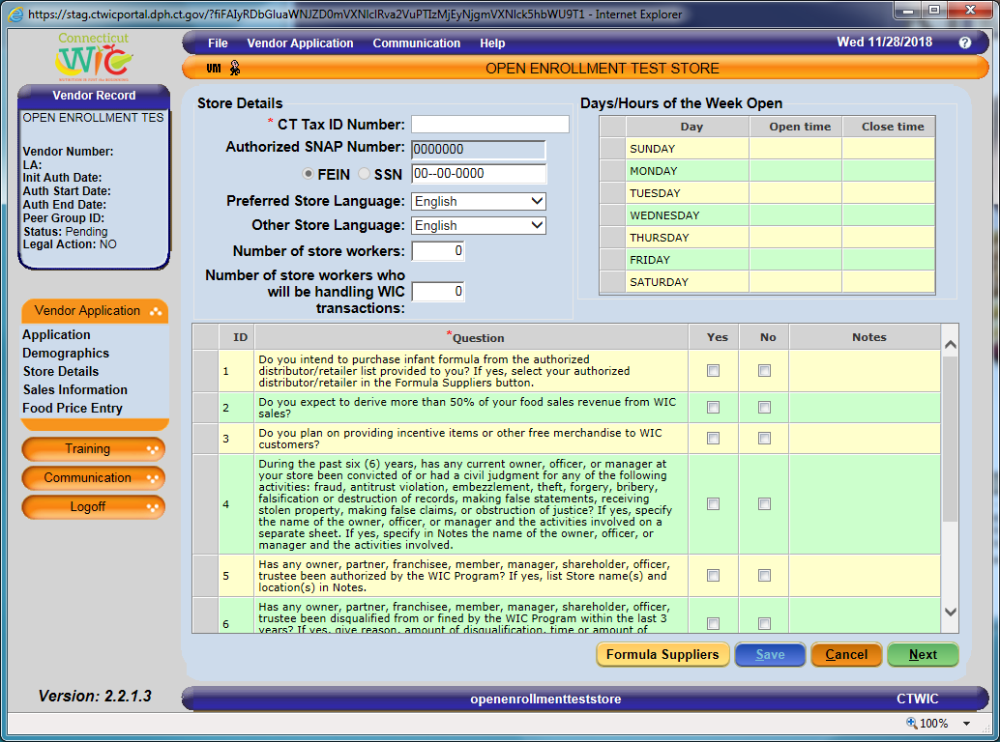 https://stag.ctwicportal.dph.ct.gov/?fiFAIyRDbGluaWNJZD0mVXNlclRva2VuPTIzMjEyNjgmVXNlck5hbWU9T1 - Internet Explorer
Connecticut
WIC
File Vendor Application Communication Help Wed 11/28/2018 ?
VM OPEN ENROLLMENT TEST STORE
Vendor Record
OPEN ENROLLMENT TES
Vendor Number:
LA:
Init Auth Date:
Auth Start Date:
Auth End Date:
Peer Group ID:
Status: Pending
Legal Action: NO
Vendor Application
Application
Demographics
Store Details
Sales Information
Food Price Entry
Training
Communication
Logoff
Version: 2.2.1.3
Store Details
* CT Tax ID Number:
Authorized SNAP Number: 0000000
FEIN SSN 00--00-0000
Preferred Store Language: English
Other Store Language: English
Number of store workers: 0
Number of store workers who
will be handling WIC 0
transactions:
Days/Hours of the Week Open
Day Open time Close time
SUNDAY
MONDAY
TUESDAY
WEDNESDAY
THURSDAY
FRIDAY
SATURDAY
ID *Question Yes No Notes
1 Do you intend to purchase infant formula from the authorized
distributor/retailer list provided to you? If yes, select your authorized
distributor/retailer in the Formula Suppliers button.
2 Do you expect to derive more than 50% of your food sales revenue from WIC
sales?
3 Do you plan on providing incentive items or other free merchandise to WIC
customers?
4 During the past six (6) years, has any current owner, officer, or manager at
your store been convicted of or had a civil judgment for any of the following
activities: fraud, antitrust violation, embezzlement, theft, forgery, bribery,
falsification or destruction of records, making false statements, receiving
stolen property, making false claims, or obstruction of justice? If yes, specify
the name of the owner, officer, or manager and the activities involved on a
separate sheet. If yes, specify in Notes the name of the owner, officer, or
manager and the activities involved.
5 Has any owner, partner, franchisee, member, manager, shareholder, officer,
trustee been authorized by the WIC Program? If yes, list Store name(s) and
location(s) in Notes.
6 Has any owner, partner, franchisee, member, manager, shareholder, officer,
trustee been disqualified from or fined by the WIC Program within the last 3
years? If yes, give reason, amount of disqualification, time or amount of
Formula Suppliers Save Cancel Next
openenrollmentteststore CTWIC
100%